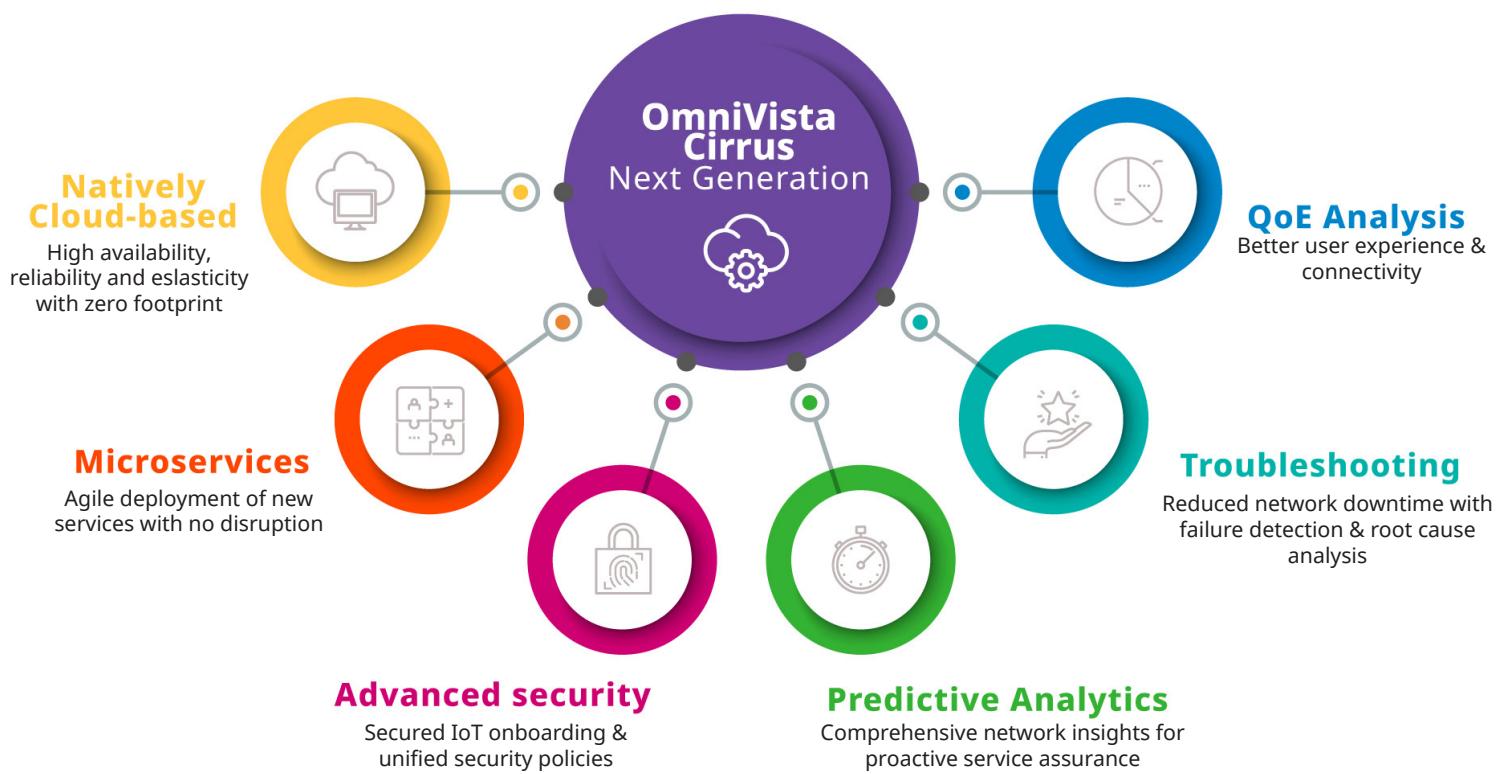 OmniVista
Cirrus
Next Generation
Natively
Cloud-based
High availability,
reliability and eslasticity
with zero footprint
Microservices
Agile deployment of new
services with no disruption
Advanced security
Secured IoT onboarding &
unified security policies
Predictive Analytics
Comprehensive network insights for
proactive service assurance
Troubleshooting
Reduced network downtime with
failure detection & root cause
analysis
QoE Analysis
Better user experience &
connectivity